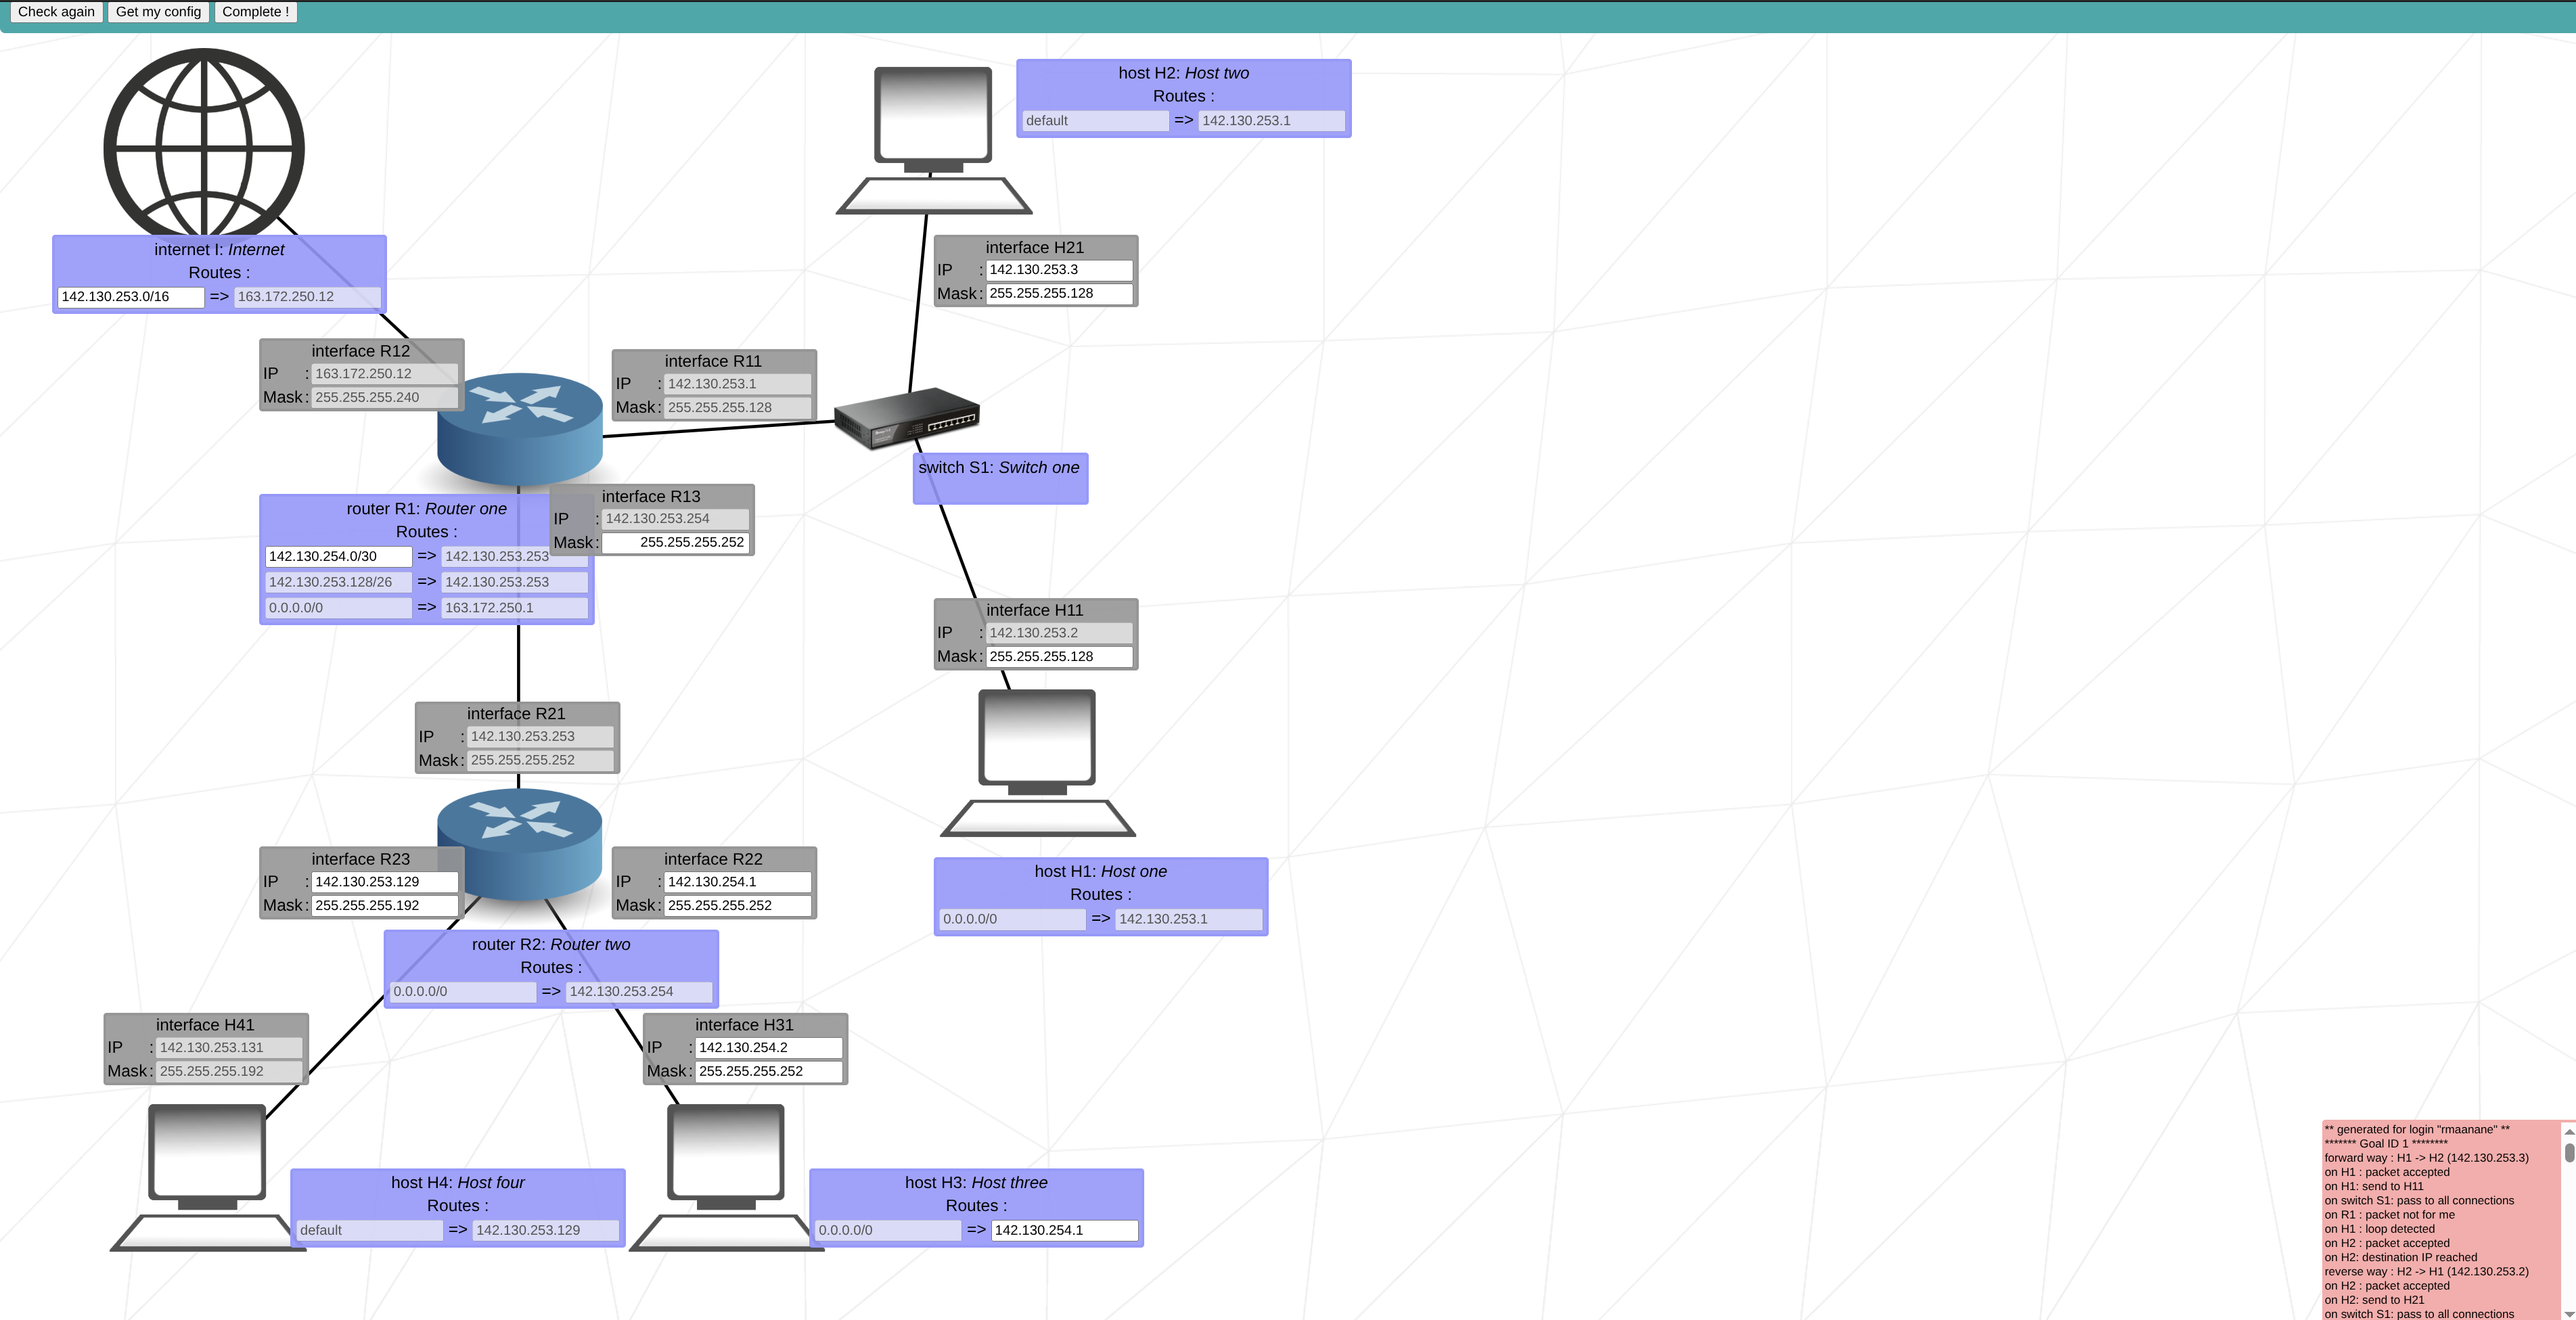 Check again Get my config Complete !
host H2: Host two
Routes :
default => 142.130.253.1
internet I: Internet
Routes :
142.130.253.0/16 => 163.172.250.12
interface H21
IP : 142.130.253.3
Mask : 255.255.255.128
interface R12
IP : 163.172.250.12
Mask : 255.255.255.240
interface R11
IP : 142.130.253.1
Mask : 255.255.255.128
switch S1: Switch one
router R1: Router one
Routes :
142.130.254.0/30 => 142.130.253.253
142.130.253.128/26 => 142.130.253.253
0.0.0.0/0 => 163.172.250.1
interface R13
IP : 142.130.253.254
Mask : 255.255.255.252
interface H11
IP : 142.130.253.2
Mask : 255.255.255.128
interface R21
IP : 142.130.253.253
Mask : 255.255.255.252
interface R23
IP : 142.130.253.129
Mask : 255.255.255.192
interface R22
IP : 142.130.254.1
Mask : 255.255.255.252
host H1: Host one
Routes :
0.0.0.0/0 => 142.130.253.1
router R2: Router two
Routes :
0.0.0.0/0 => 142.130.253.254
interface H41
IP : 142.130.253.131
Mask : 255.255.255.192
interface H31
IP : 142.130.254.2
Mask : 255.255.255.252
host H4: Host four
Routes :
default => 142.130.253.129
host H3: Host three
Routes :
0.0.0.0/0 => 142.130.254.1
** generated for login "rmaanane" **
******* Goal ID 1 ********
forward way : H1 -> H2 (142.130.253.3)
on H1 : packet accepted
on H1: send to H11
on switch S1: pass to all connections
on R1 : packet not for me
on H1 : loop detected
on H2 : packet accepted
on H2: destination IP reached
reverse way : H2 -> H1 (142.130.253.2)
on H2 : packet accepted
on H2: send to H21
on switch S1: pass to all connections